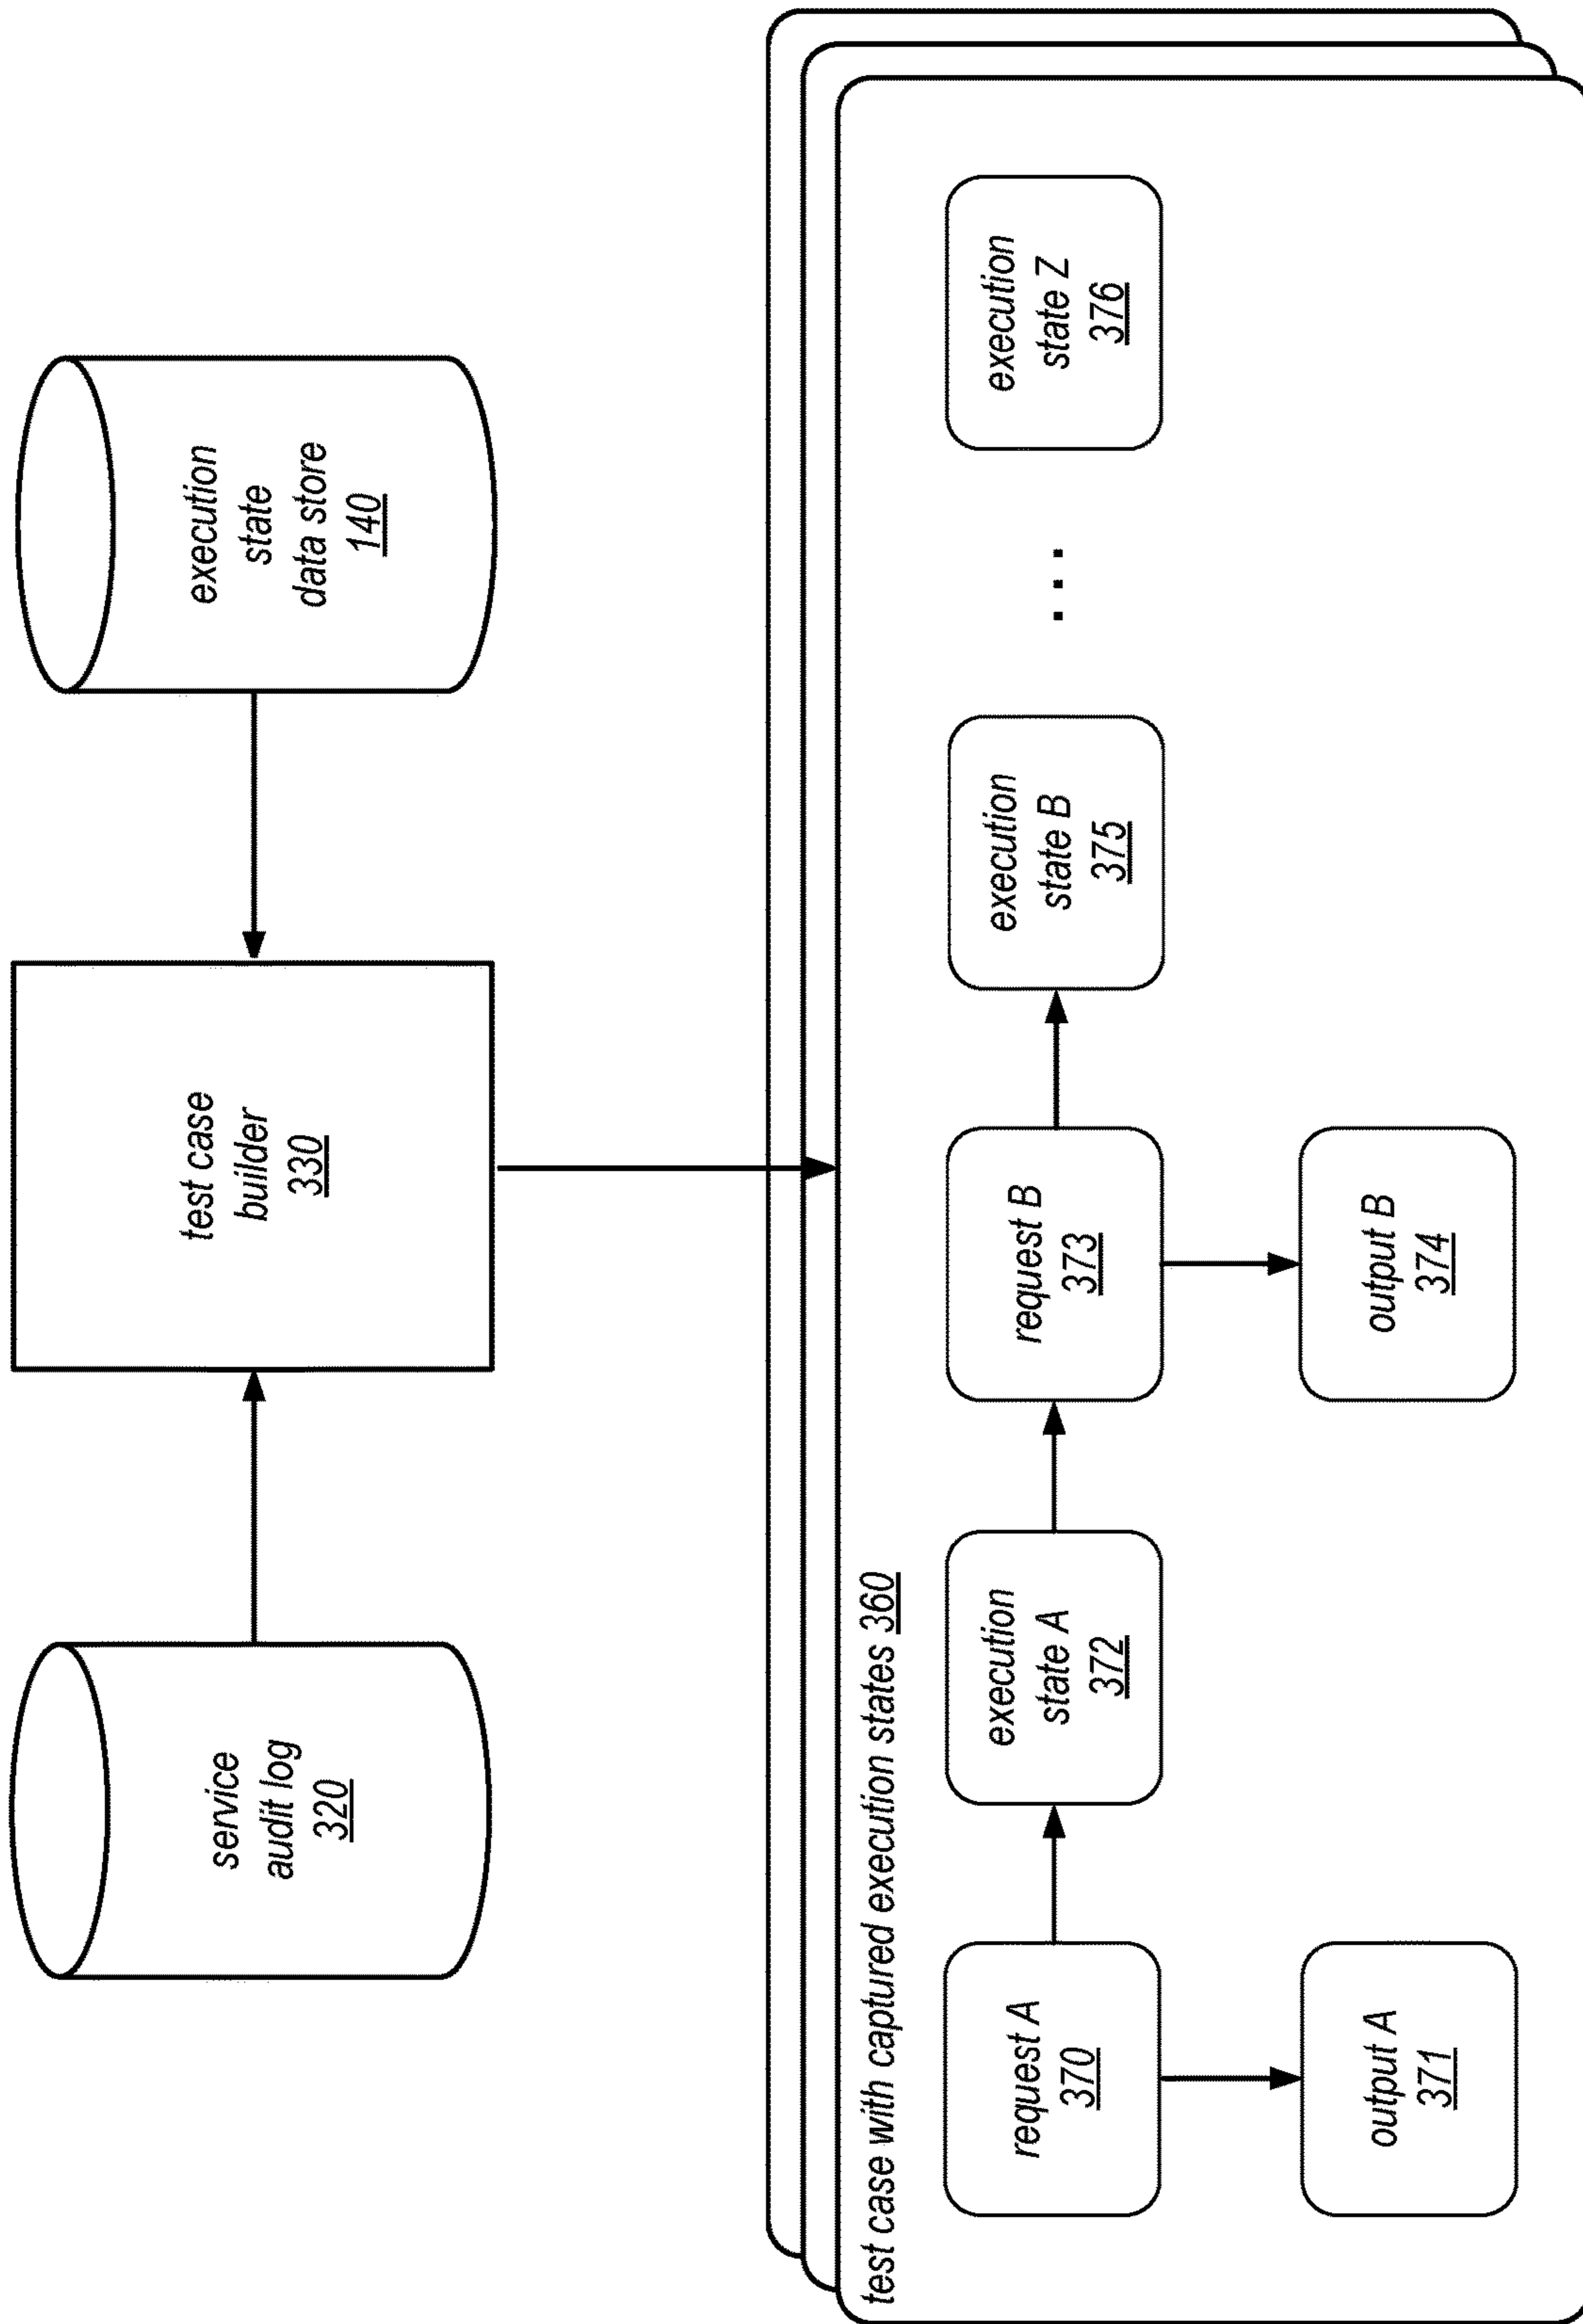 service
audit log
320
test case
builder
330
execution
state
data store
140
test case with captured execution states 360
request A
370
execution
state A
372
request B
373
execution
state B
375
...
execution
state Z
376
output A
371
output B
374